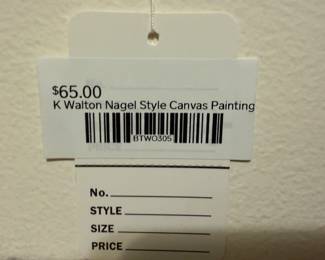 $65.00
K Walton Nagel Style Canvas Painting
BTWO305
No.
STYLE
SIZE
PRICE